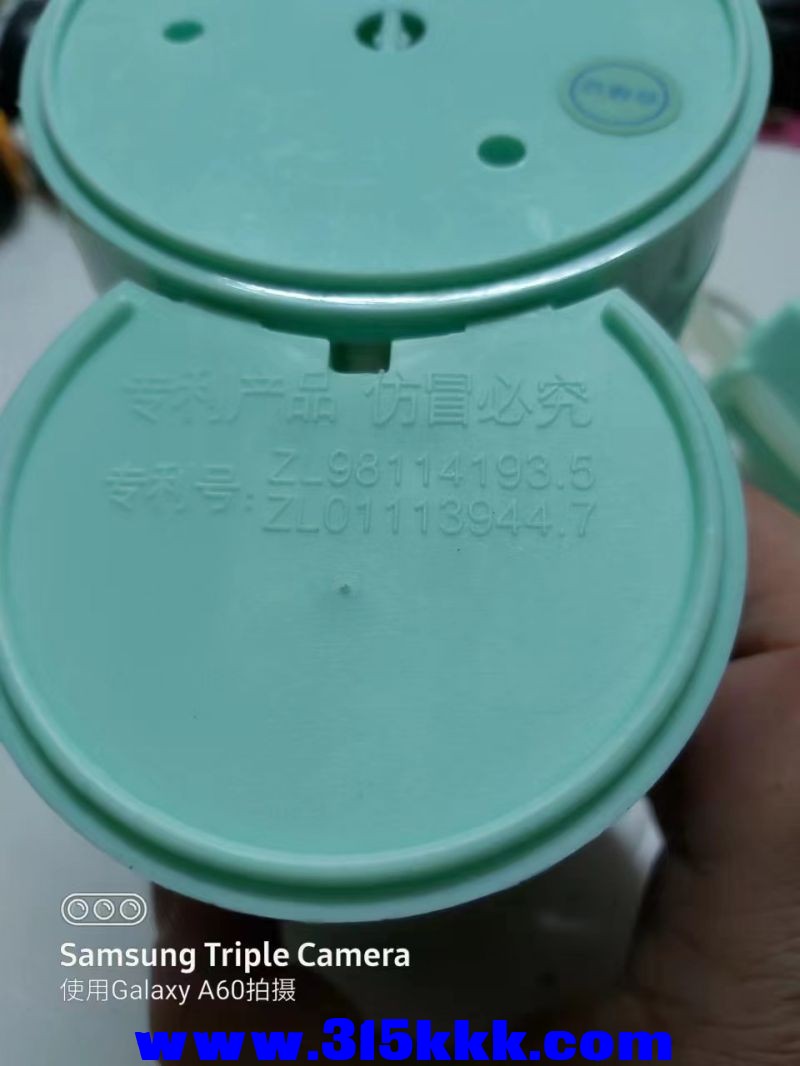 专利产品 仿冒必究
专利号: ZL98114193.5
ZL01113944.7
Samsung Triple Camera
使用Galaxy A60拍摄
www.315kkk.com